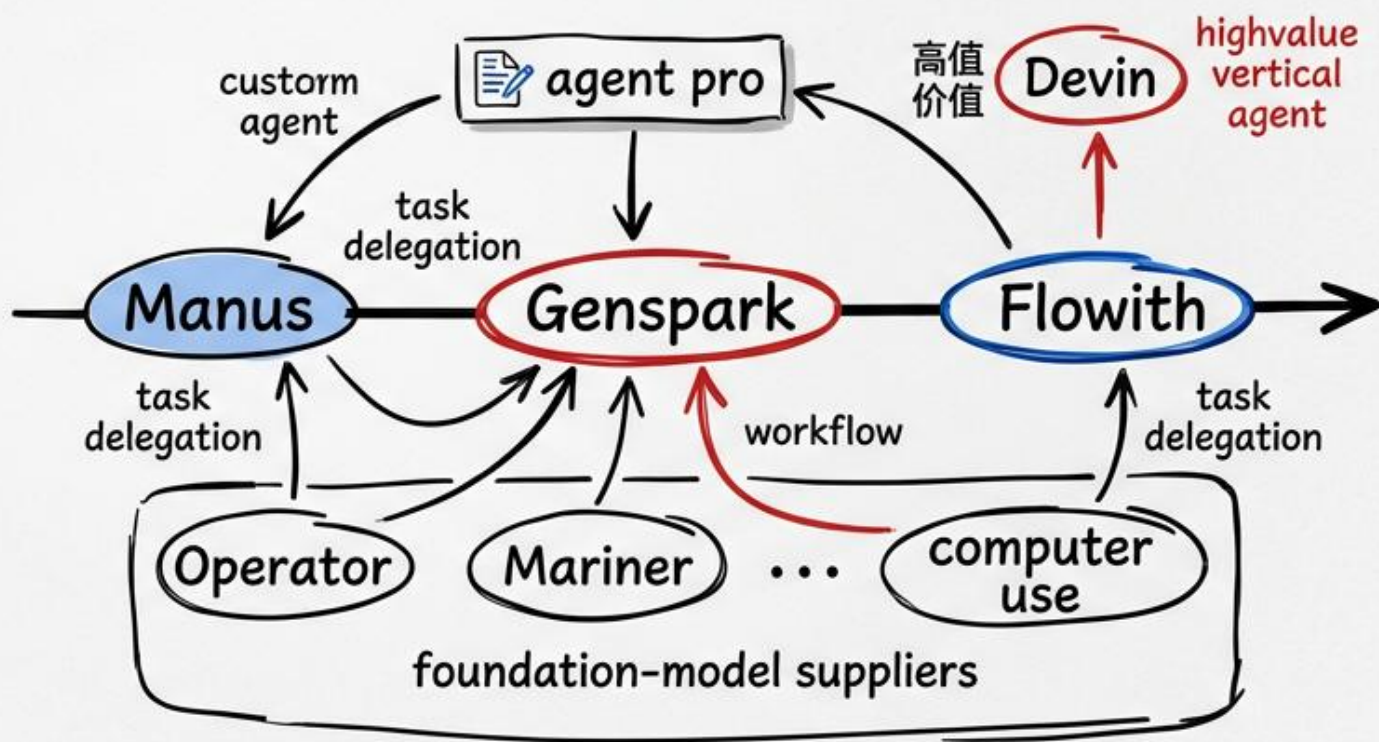 custorm
agent
agent pro
高值
价值
Devin
highvalue
vertical
agent
task
delegation
Manus
Genspark
Flowith
task
delegation
workflow
task
delegation
Operator
Mariner
...
computer
use
foundation-model suppliers